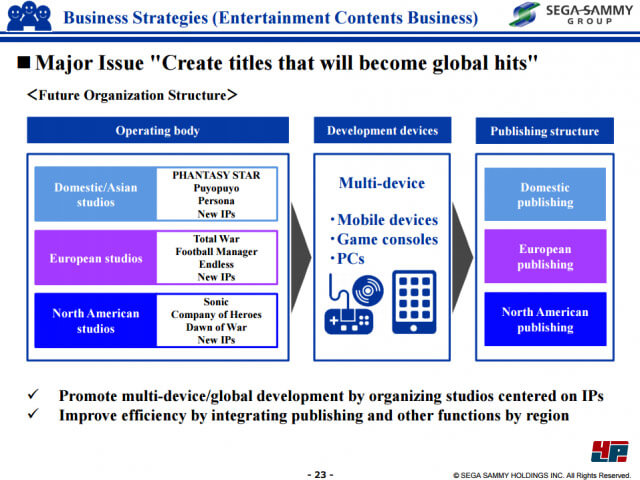 Business Strategies (Entertainment Contents Business)
SEGA SAMMY
GROUP
■ Major Issue "Create titles that will become global hits"
<Future Organization Structure>
Operating body
Development devices
Publishing structure
Domestic/Asian
studios
PHANTASY STAR
Puyopuyo
Persona
New IPs
European studios
Total War
Football Manager
Endless
New IPs
North American
studios
Sonic
Company of Heroes
Dawn of War
New IPs
Multi-device
・Mobile devices
・Game consoles
・PCs
Domestic
publishing
European
publishing
North American
publishing
✓ Promote multi-device/global development by organizing studios centered on IPs
✓ Improve efficiency by integrating publishing and other functions by region
- 23 -
© SEGA SAMMY HOLDINGS INC. All Rights Reserved.